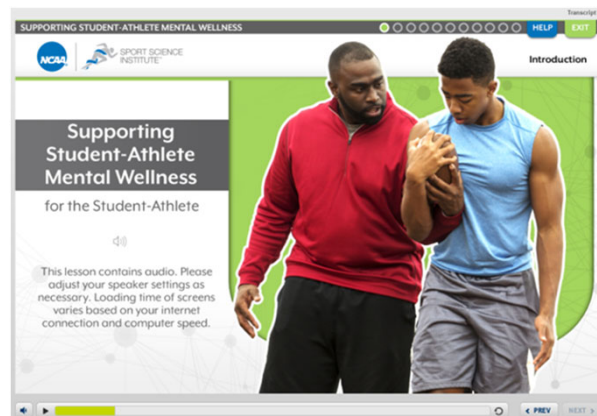 Transcript
SUPPORTING STUDENT-ATHLETE MENTAL WELLNESS
HELP
EXIT
NCAA
SPORT SCIENCE
INSTITUTE
Introduction
Supporting
Student-Athlete
Mental Wellness
for the Student-Athlete
This lesson contains audio. Please
adjust your speaker settings as
necessary. Loading time of screens
varies based on your internet
connection and computer speed.
< PREV
NEXT >